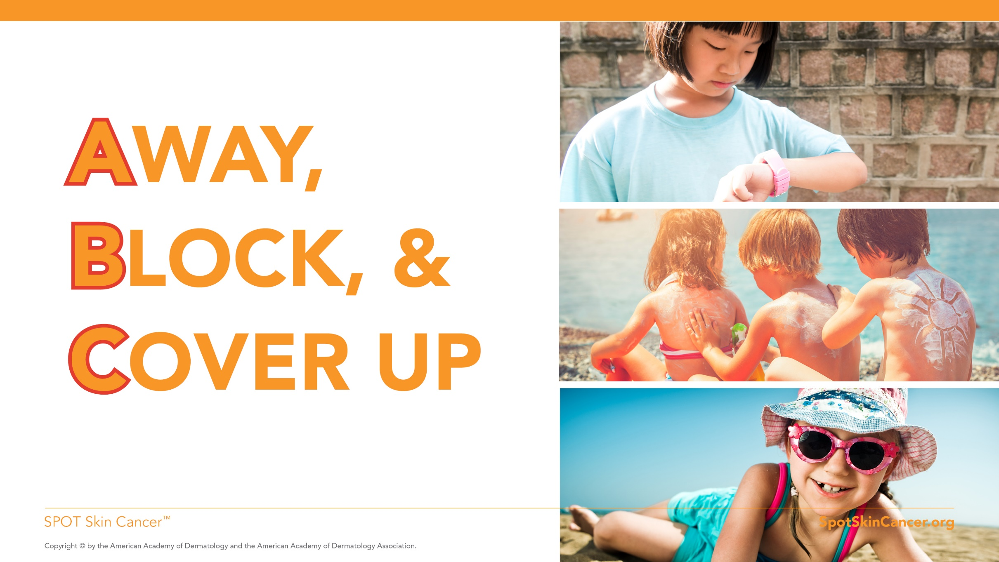 AWAY,
BLOCK, &
COVER UP
SPOT Skin Cancer™
SpotSkinCancer.org
Copyright © by the American Academy of Dermatology and the American Academy of Dermatology Association.